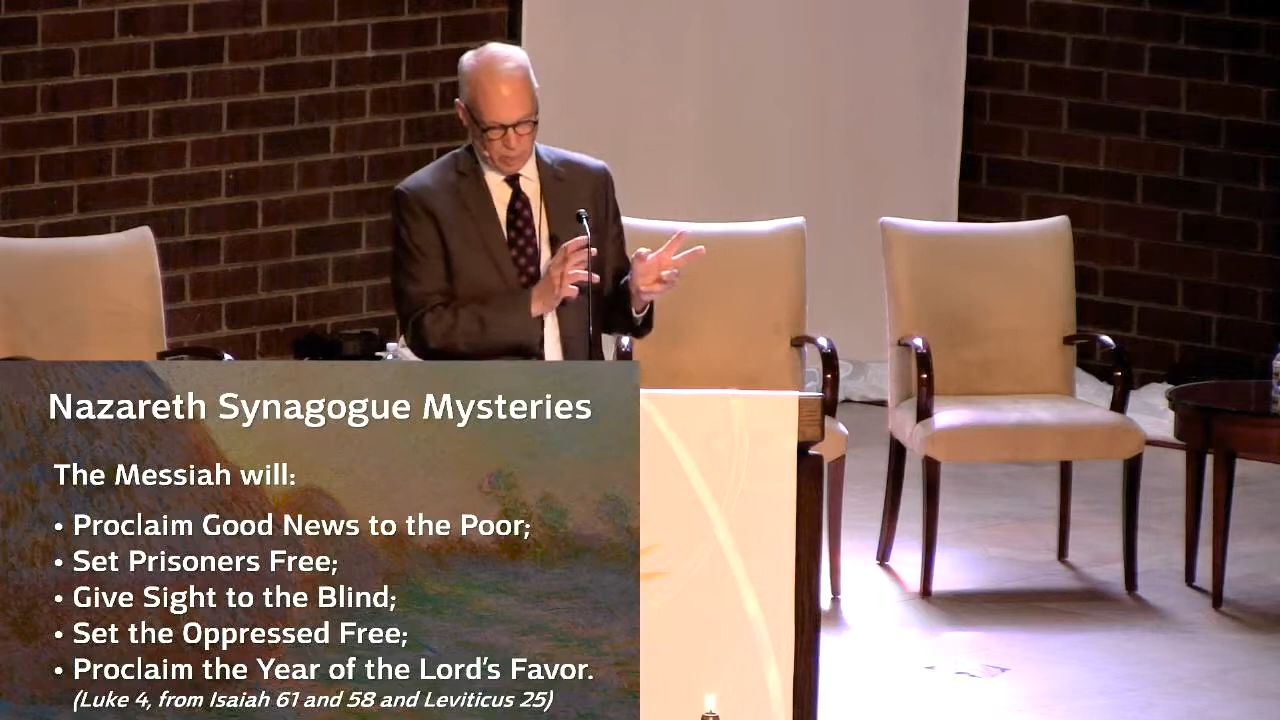 Nazareth Synagogue Mysteries
The Messiah will:
• Proclaim Good News to the Poor;
• Set Prisoners Free;
• Give Sight to the Blind;
• Set the Oppressed Free;
• Proclaim the Year of the Lord's Favor.
(Luke 4, from Isaiah 61 and 58 and Leviticus 25)